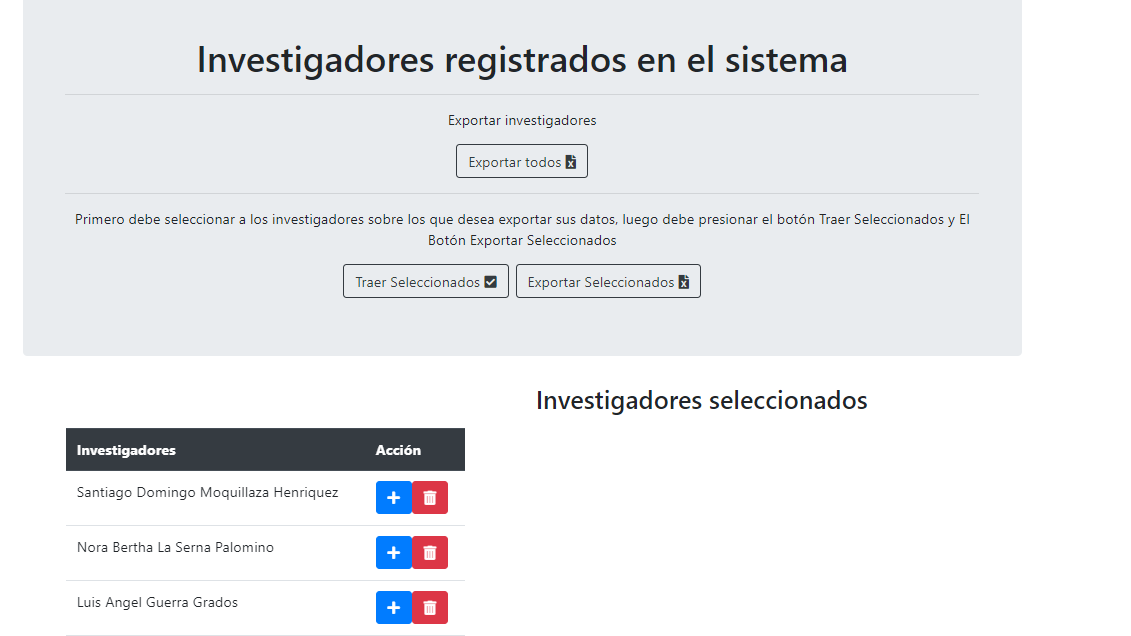 Investigadores registrados en el sistema
Exportar investigadores
Exportar todos
Primero debe seleccionar a los investigadores sobre los que desea exportar sus datos, luego debe presionar el botón Traer Seleccionados y El
Botón Exportar Seleccionados
Traer Seleccionados Exportar Seleccionados
Investigadores seleccionados
Investigadores Acción
Santiago Domingo Moquillaza Henriquez
Nora Bertha La Serna Palomino
Luis Angel Guerra Grados